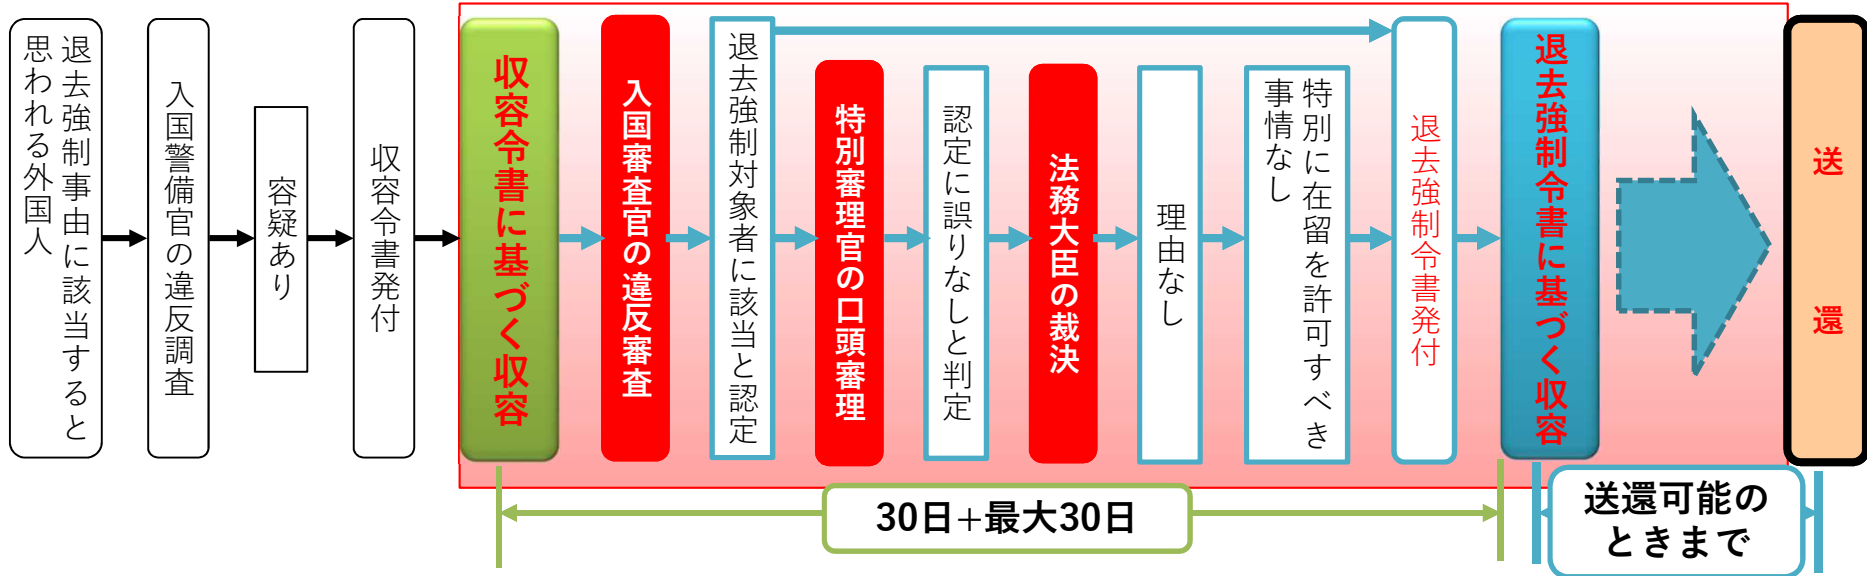 退去強制事由に該当すると
思われる外国人
入国警備官の違反調査
容疑あり
収容令書発付
収容令書に基づく収容
入国審査官の違反審査
退去強制対象者に該当と認定
特別審理官の口頭審理
認定に誤りなしと判定
法務大臣の裁決
理由なし
特別に在留を許可すべき
事情なし
退去強制令書発付
退去強制令書に基づく収容
送還
30日+最大30日
送還可能の
ときまで